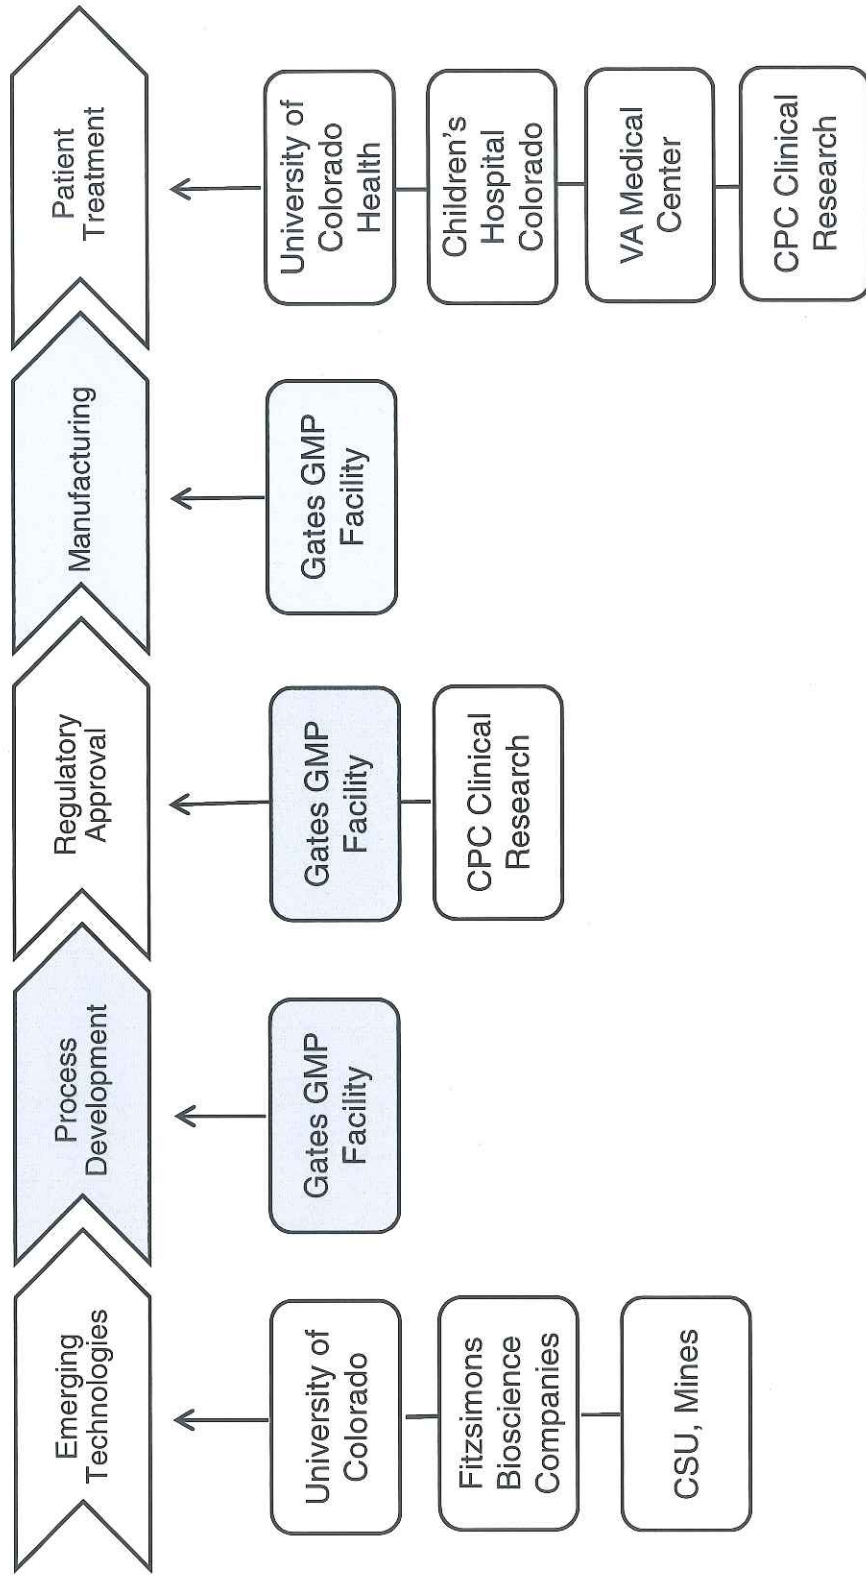 Emerging
Technologies
Process
Development
Regulatory
Approval
Manufacturing
Patient
Treatment
University of
Colorado
Fitzsimons
Bioscience
Companies
CSU, Mines
Gates GMP
Facility
Gates GMP
Facility
CPC Clinical
Research
Gates GMP
Facility
University of
Colorado
Health
Children's
Hospital
Colorado
VA Medical
Center
CPC Clinical
Research